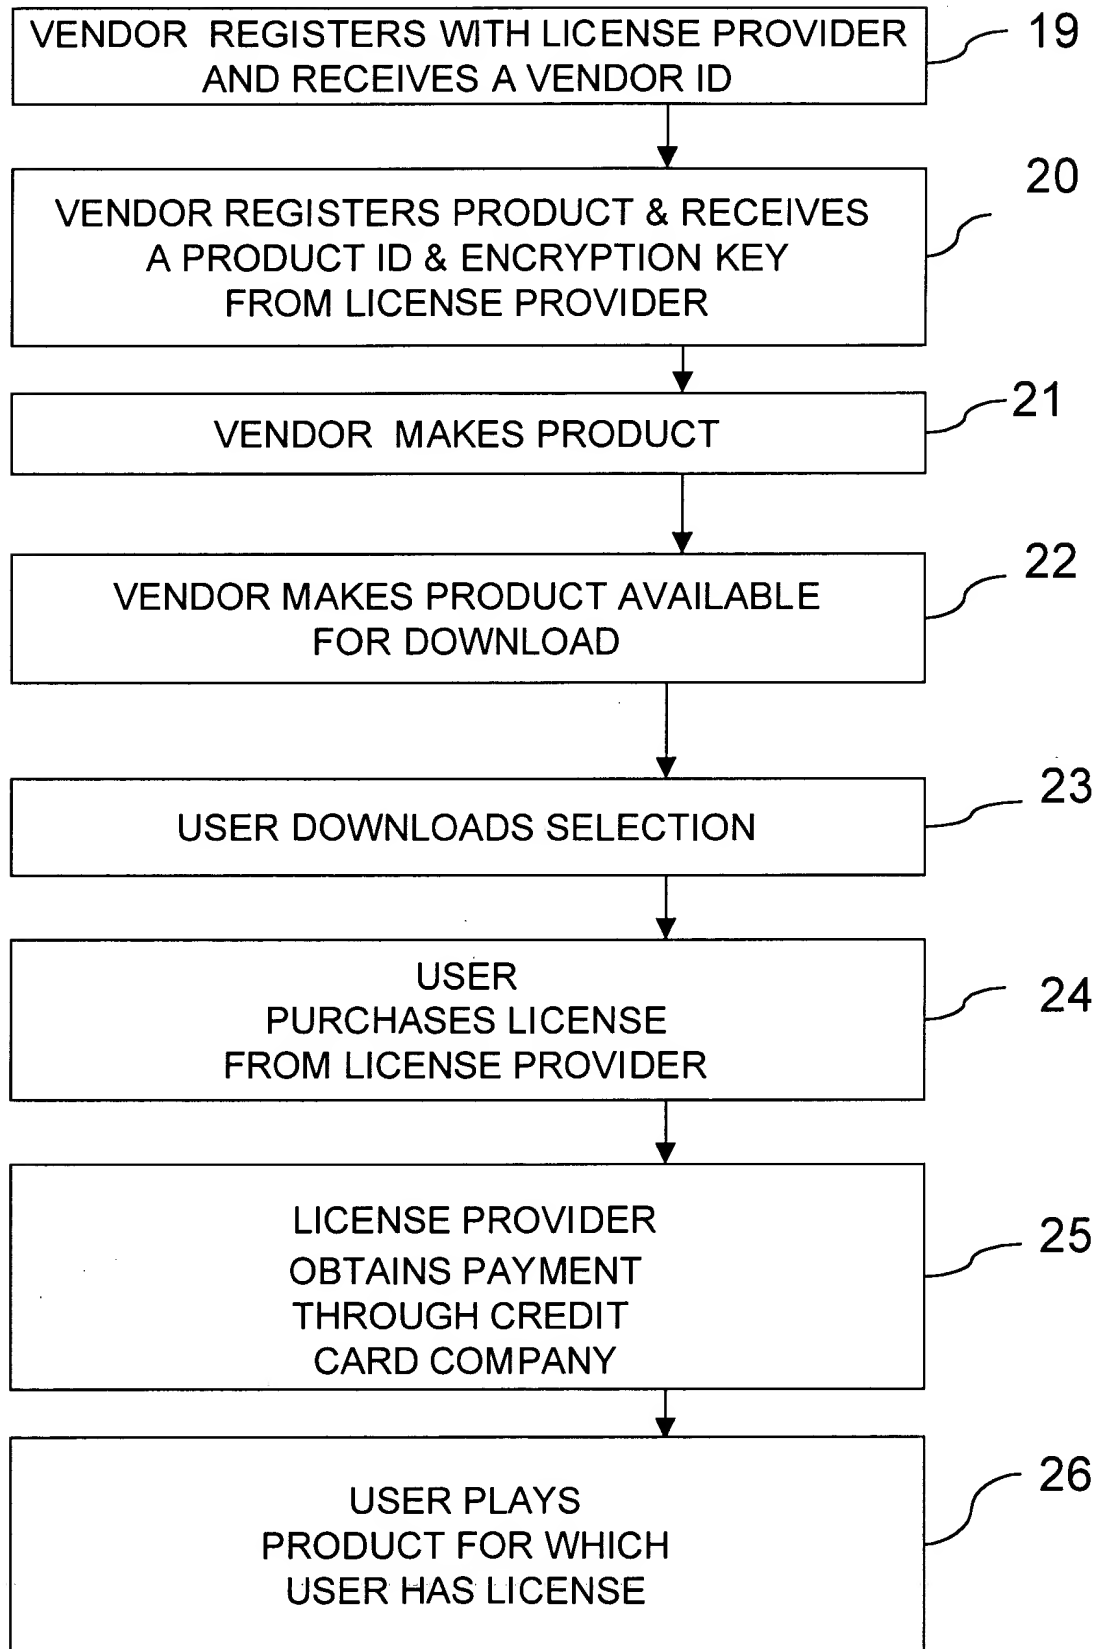 VENDOR REGISTERS WITH LICENSE PROVIDER
AND RECEIVES A VENDOR ID
19
VENDOR REGISTERS PRODUCT & RECEIVES
A PRODUCT ID & ENCRYPTION KEY
FROM LICENSE PROVIDER
20
VENDOR MAKES PRODUCT
21
VENDOR MAKES PRODUCT AVAILABLE
FOR DOWNLOAD
22
USER DOWNLOADS SELECTION
23
USER
PURCHASES LICENSE
FROM LICENSE PROVIDER
24
LICENSE PROVIDER
OBTAINS PAYMENT
THROUGH CREDIT
CARD COMPANY
25
USER PLAYS
PRODUCT FOR WHICH
USER HAS LICENSE
26